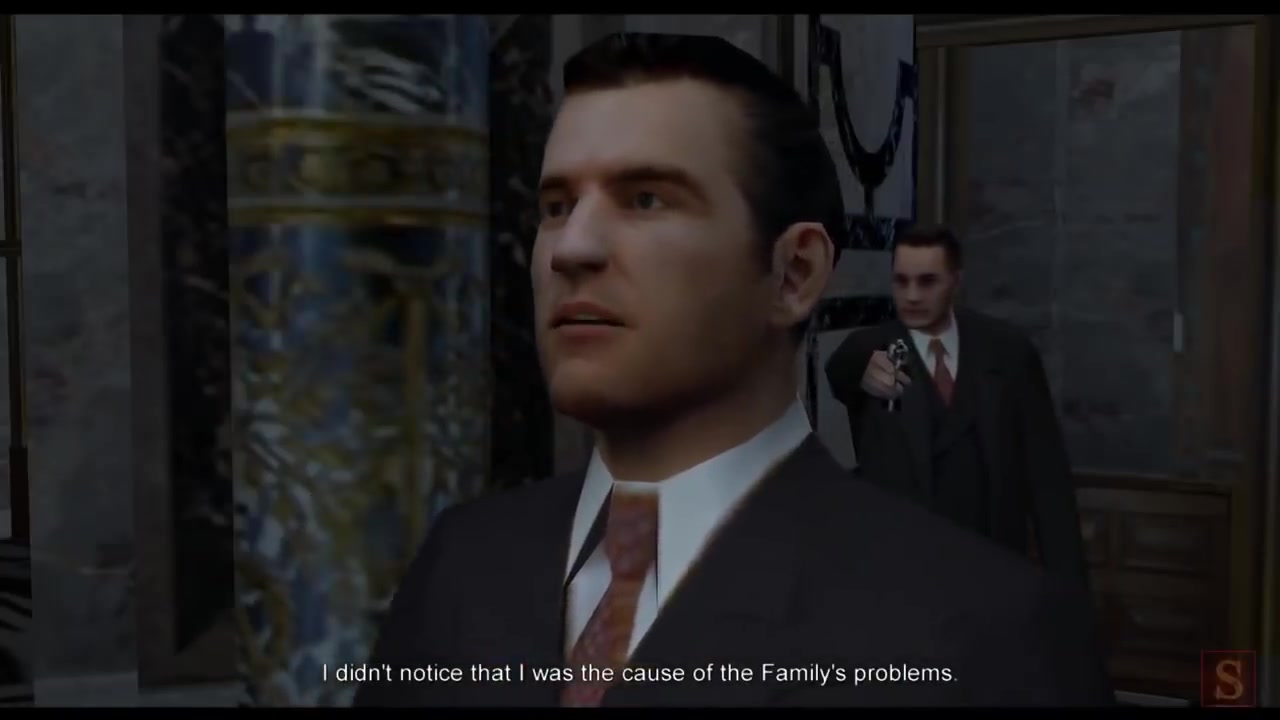 I didn't notice that I was the cause of the Family's problems.
S